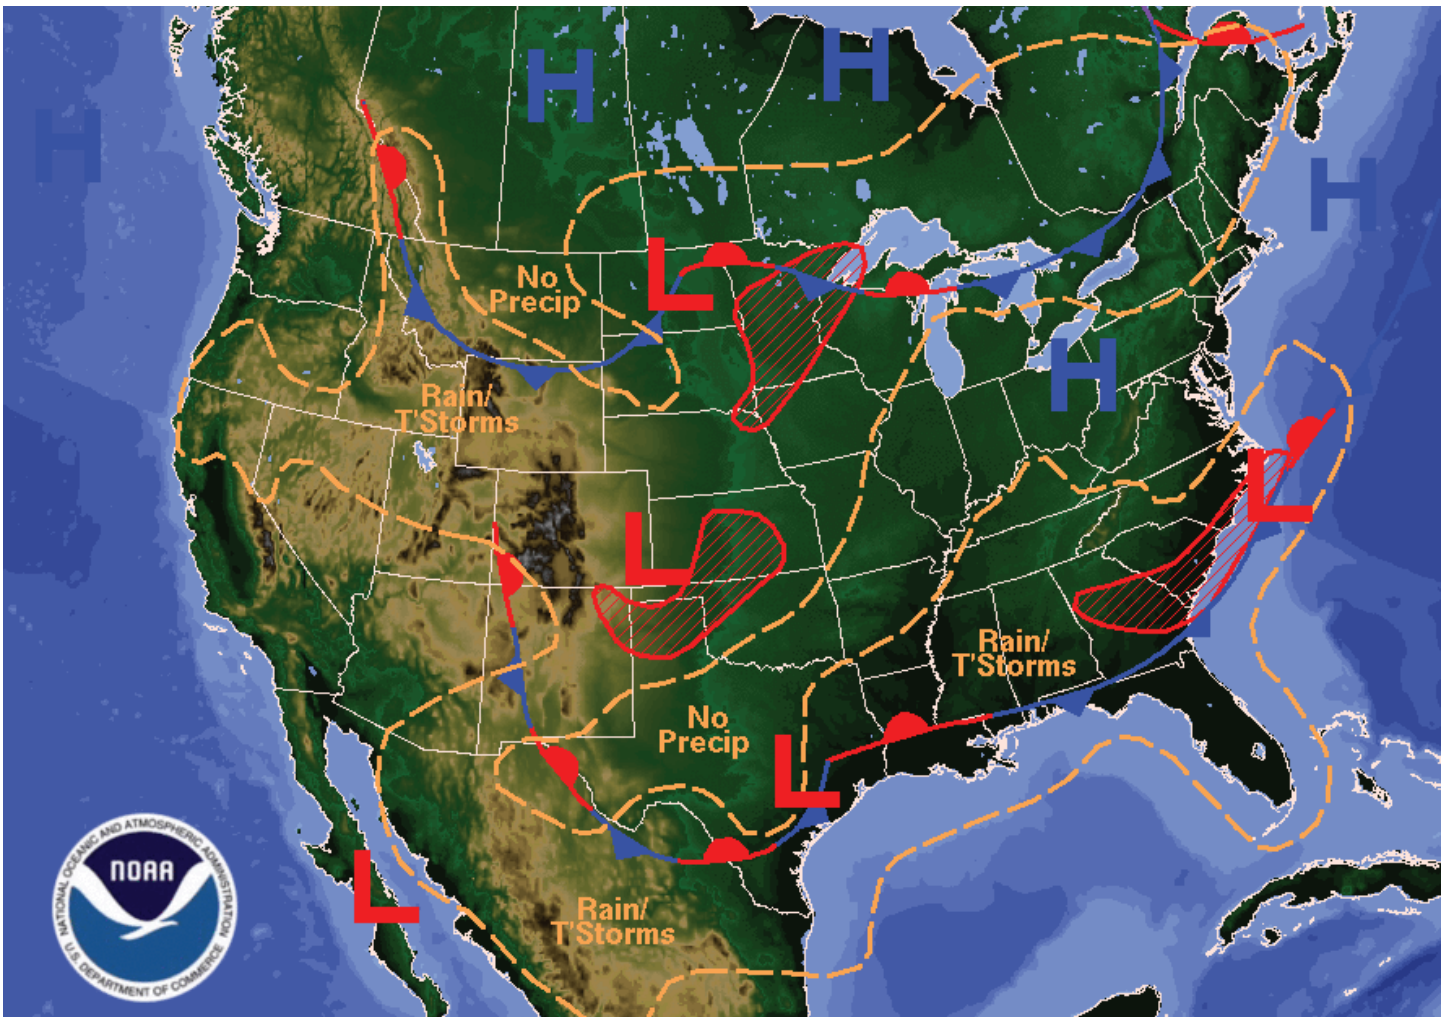 H
H
H
H
No
Precip
L
H
Rain/
T'Storms
L
L
Rain/
T'Storms
No
Precip
L
L
Rain/
T'Storms
NATIONAL OCEANIC AND ATMOSPHERIC ADMINISTRATION
NOAA
U.S. DEPARTMENT OF COMMERCE